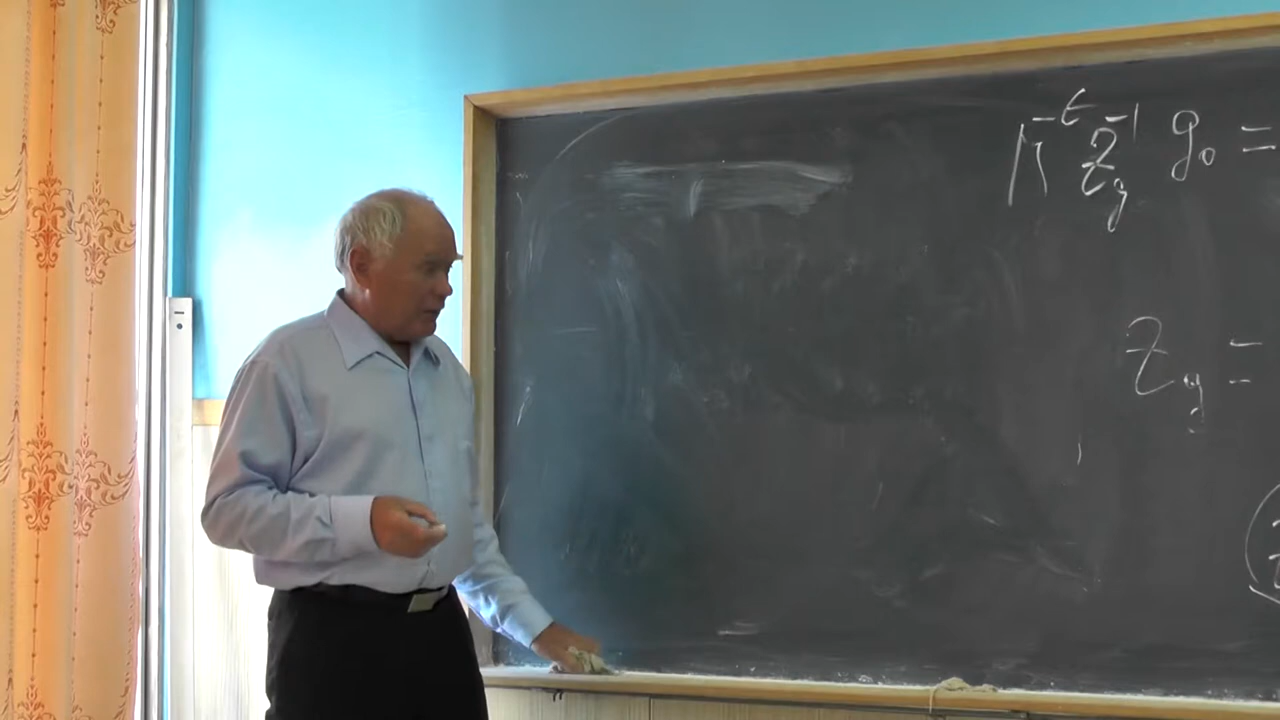 π^{-t} z_g^{-1} g_0 =
z_g =